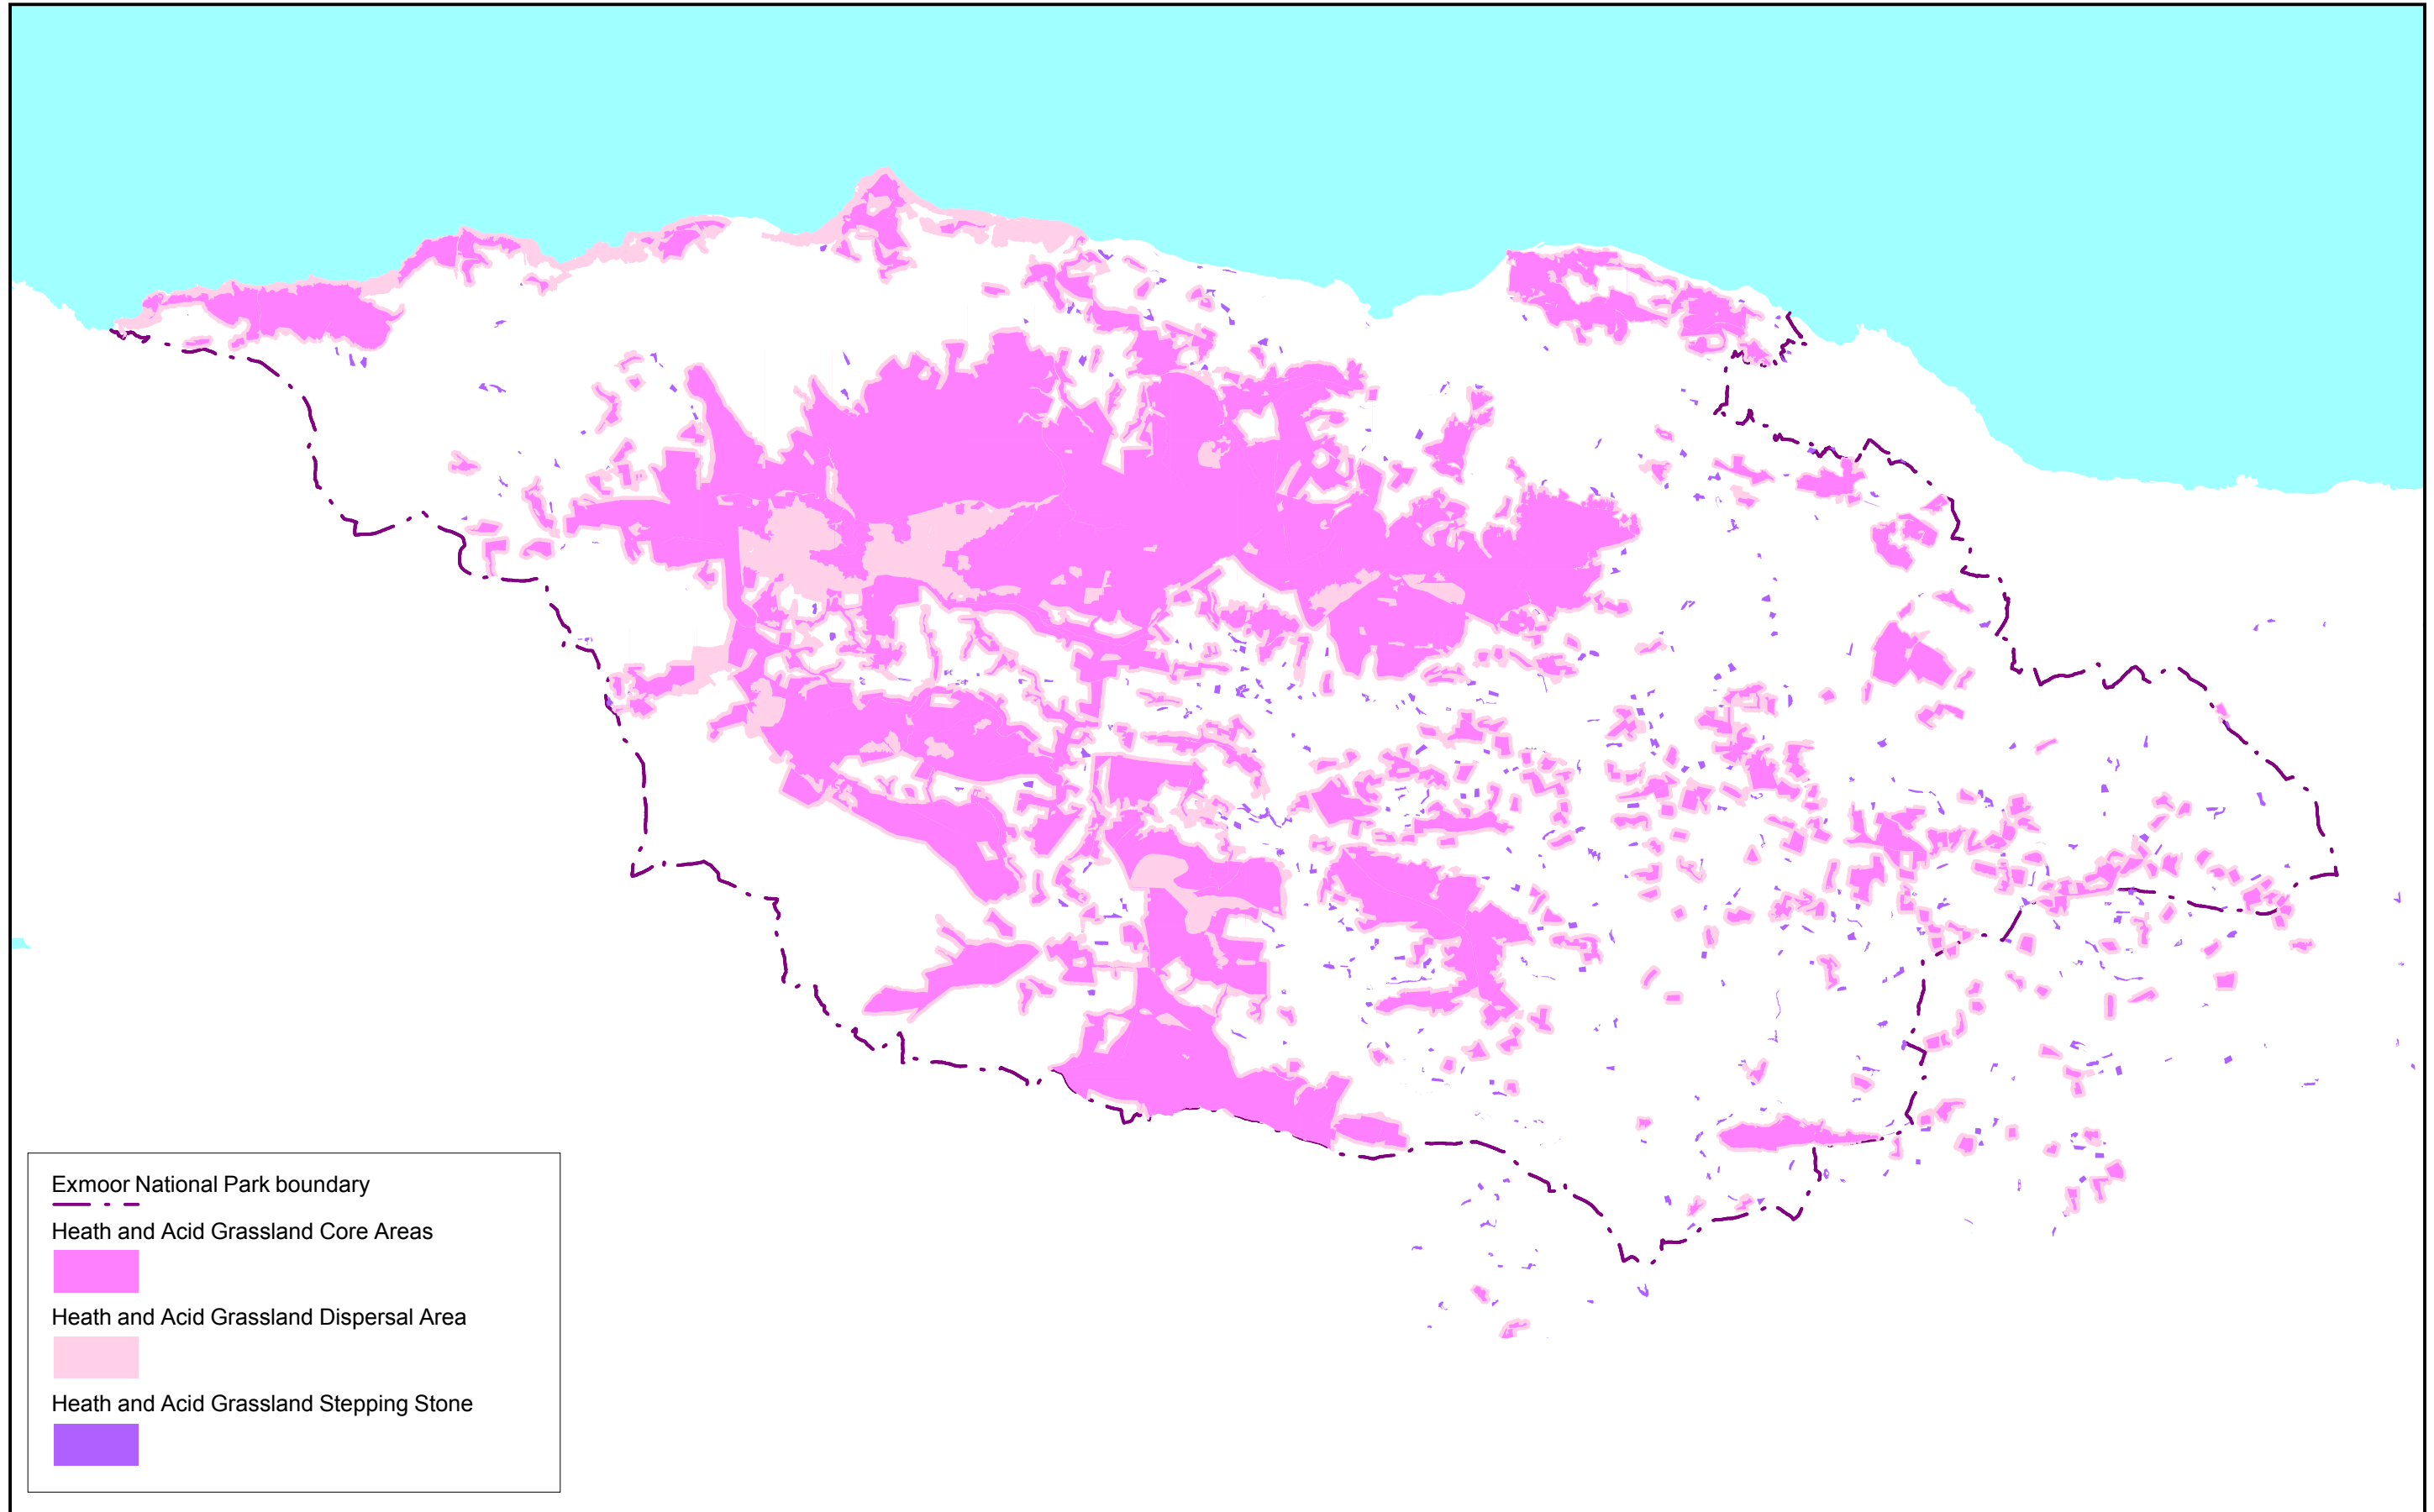 Exmoor National Park boundary
Heath and Acid Grassland Core Areas
Heath and Acid Grassland Dispersal Area
Heath and Acid Grassland Stepping Stone